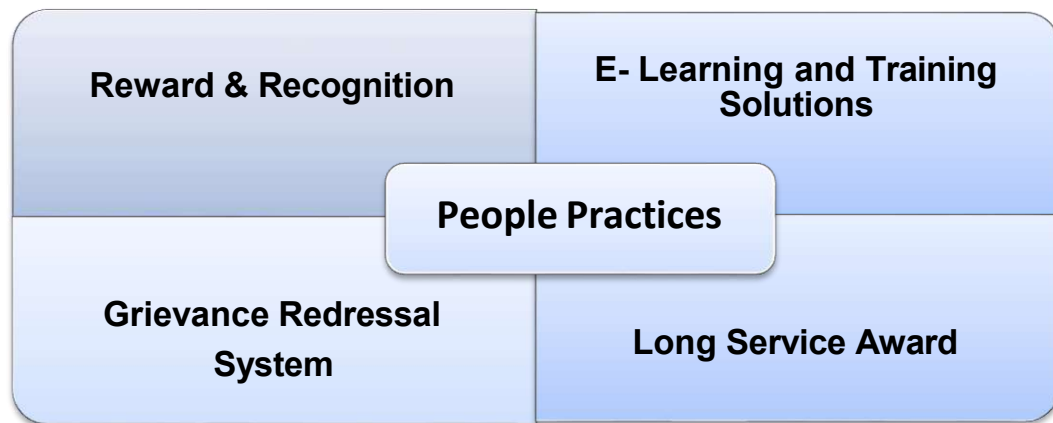 Reward & Recognition
E- Learning and Training
Solutions
People Practices
Grievance Redressal
System
Long Service Award